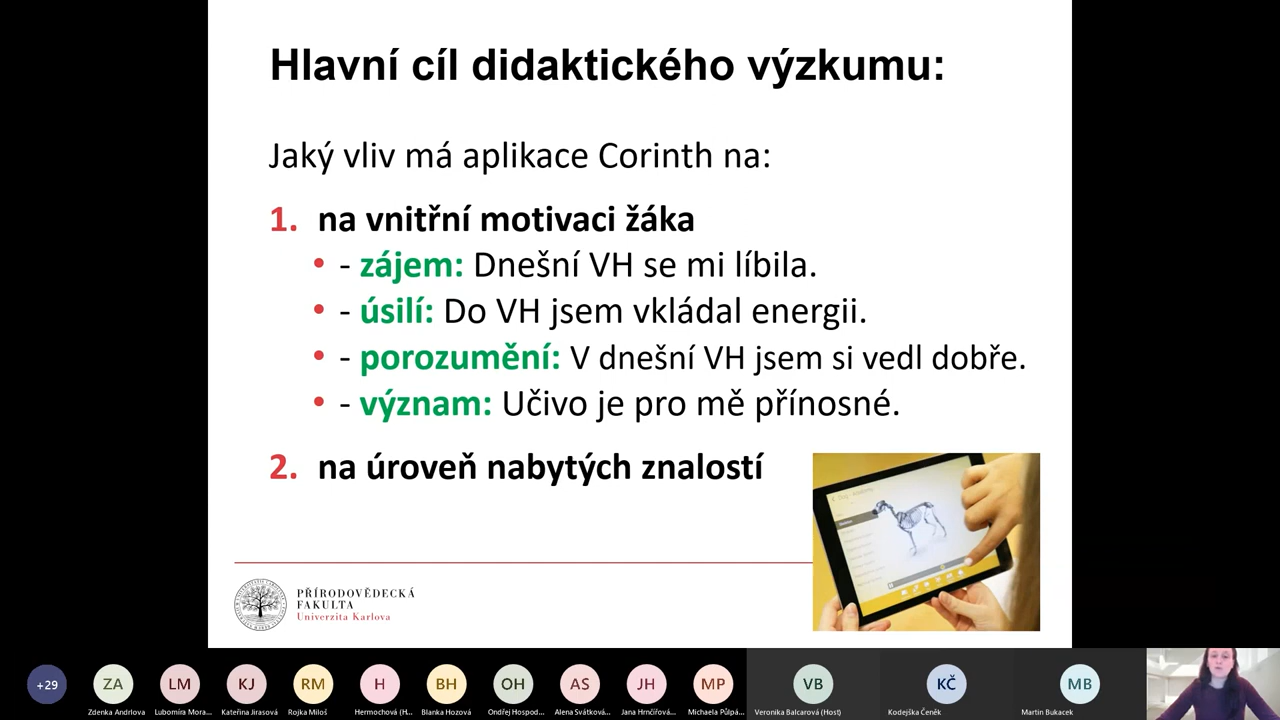 Hlavní cíl didaktického výzkumu:
Jaký vliv má aplikace Corinth na:
1. na vnitřní motivaci žáka
• - zájem: Dnešní VH se mi líbila.
• - úsilí: Do VH jsem vkládal energii.
• - porozumění: V dnešní VH jsem si vedl dobře.
• - význam: Učivo je pro mě přínosné.
2. na úroveň nabytých znalostí
PŘÍRODOVĚDECKÁ
FAKULTA
Univerzita Karlova
+29
ZA
LM
KJ
RM
H
BH
OH
AS
JH
MP
VB
KČ
MB
Zdenka Andrlova
Lubomíra Mora...
Kateřina Jirasová
Rojka Miloš
Hermochová (H...
Blanka Hozová
Ondřej Hospod...
Alena Svátková...
Jana Hrnčířová...
Michaela Půlpá...
Veronika Balcarová (Host)
Kodejška Čeněk
Martin Bukacek